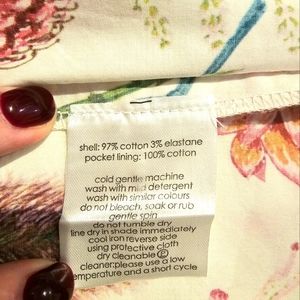 shell: 97% cotton 3% elastane
pocket lining: 100% cotton
cold gentle machine
wash with mild detergent
wash with similar colours
do not bleach, soak or rub
gentle spin
do not tumble dry
line dry in shade immediately
cool iron reverse side
using protective cloth
dry cleanable Ⓟ
cleaner:please use a low
temperature and a short cycle